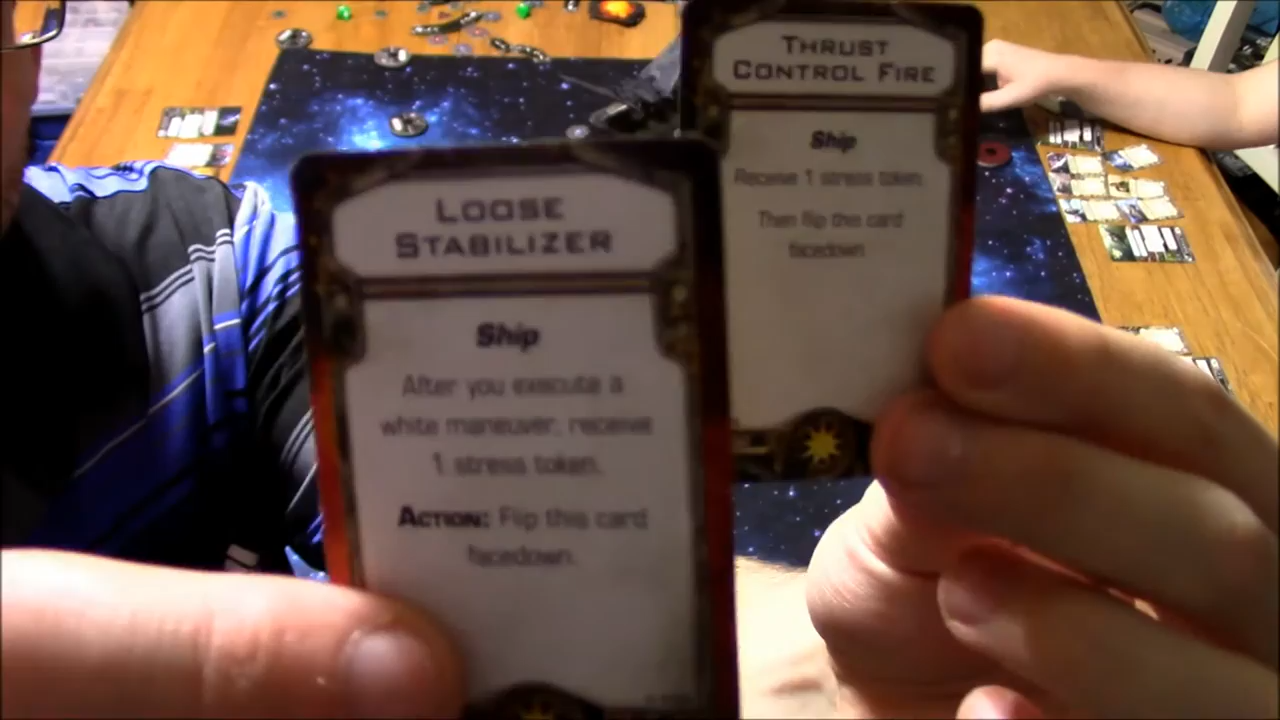 LOOSE
STABILIZER
Ship
After you execute a
white maneuver, receive
1 stress token.
ACTION: Flip this card
facedown.
THRUST
CONTROL FIRE
Ship
Receive 1 stress token.
Then flip this card
facedown.